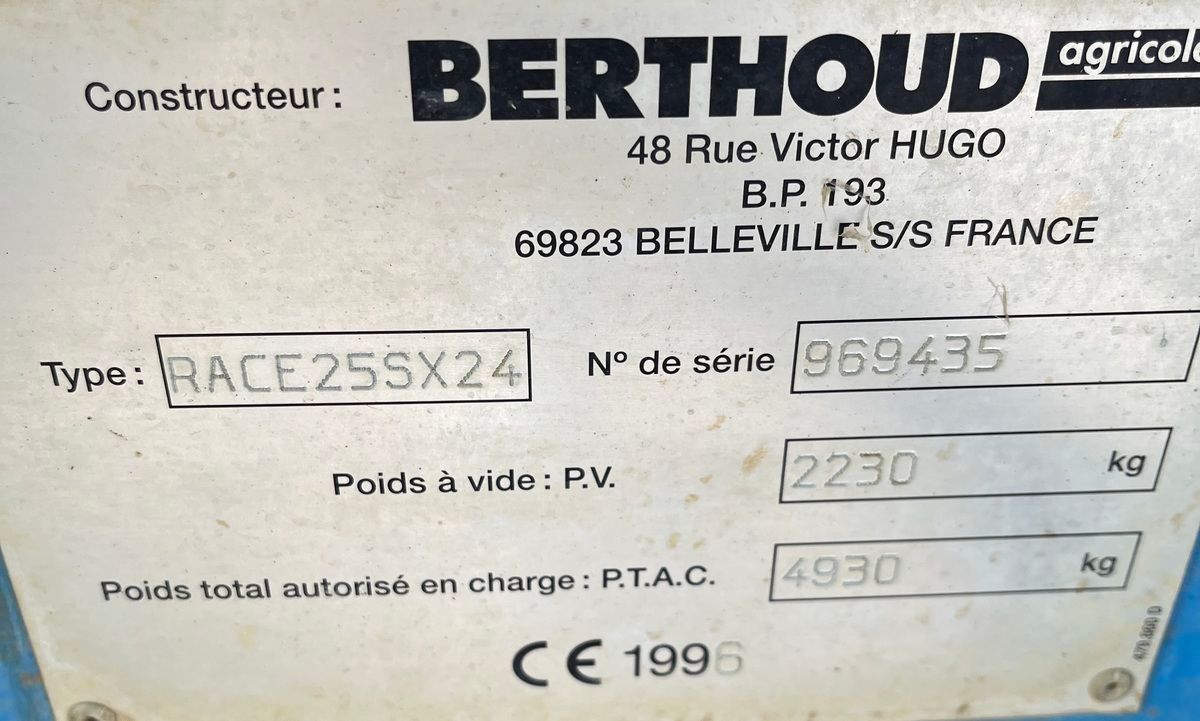 Constructeur : BERTHOUD agricole
48 Rue Victor HUGO
B.P. 193
69823 BELLEVILLE S/S FRANCE
Type : RACE25SX24 N° de série 969435
Poids à vide : P.V. 2230 kg
Poids total autorisé en charge : P.T.A.C. 4930 kg
CE 1996